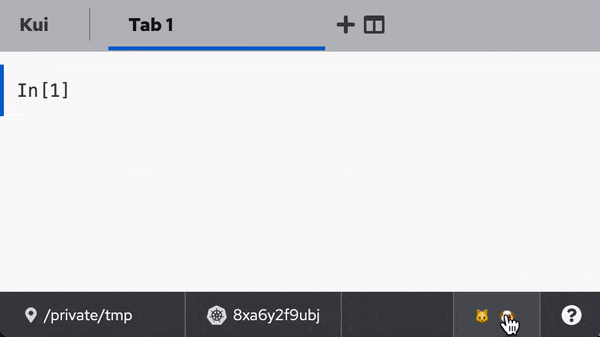 Kui
Tab 1
In[1]
/private/tmp
8xa6y2f9ubj
?